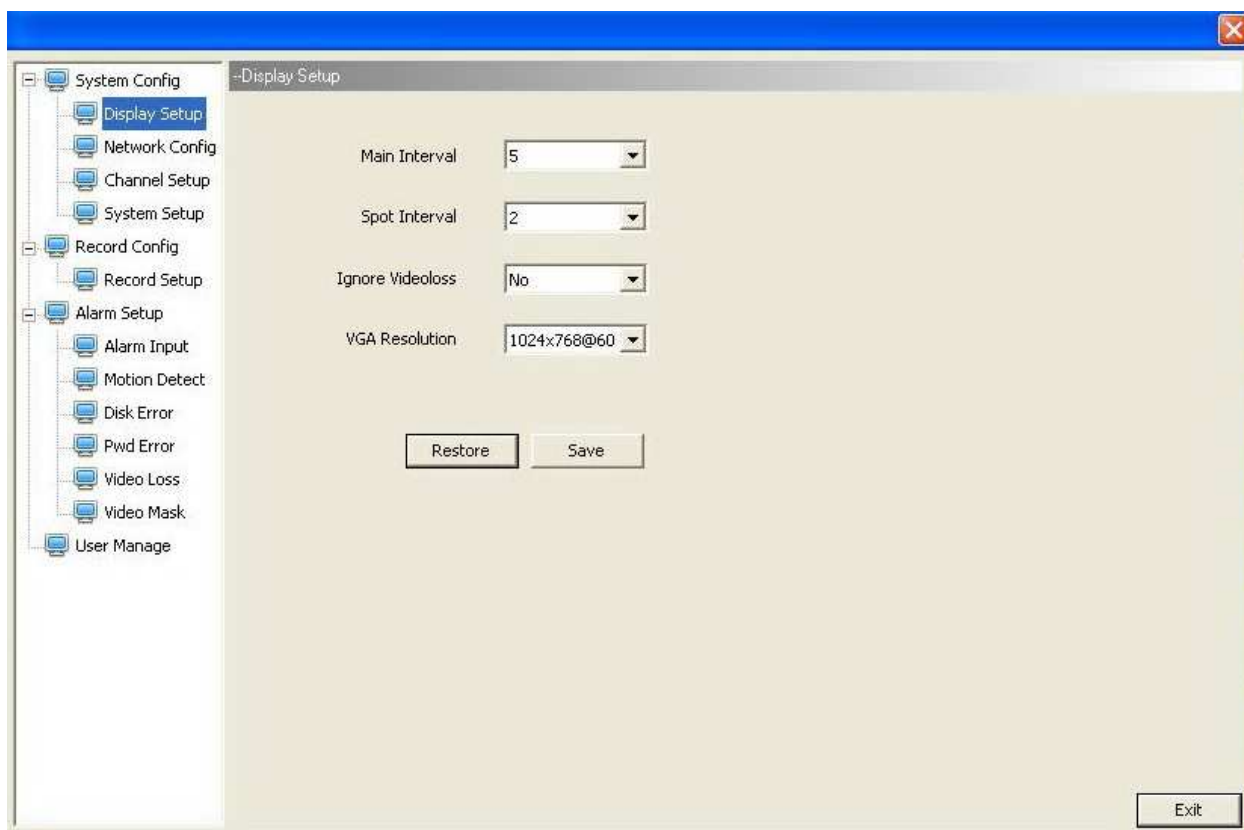 System Config
Display Setup
Network Config
Channel Setup
System Setup
Record Config
Record Setup
Alarm Setup
Alarm Input
Motion Detect
Disk Error
Pwd Error
Video Loss
Video Mask
User Manage
--Display Setup
Main Interval 5
Spot Interval 2
Ignore Videoloss No
VGA Resolution 1024x768@60
Restore Save
Exit